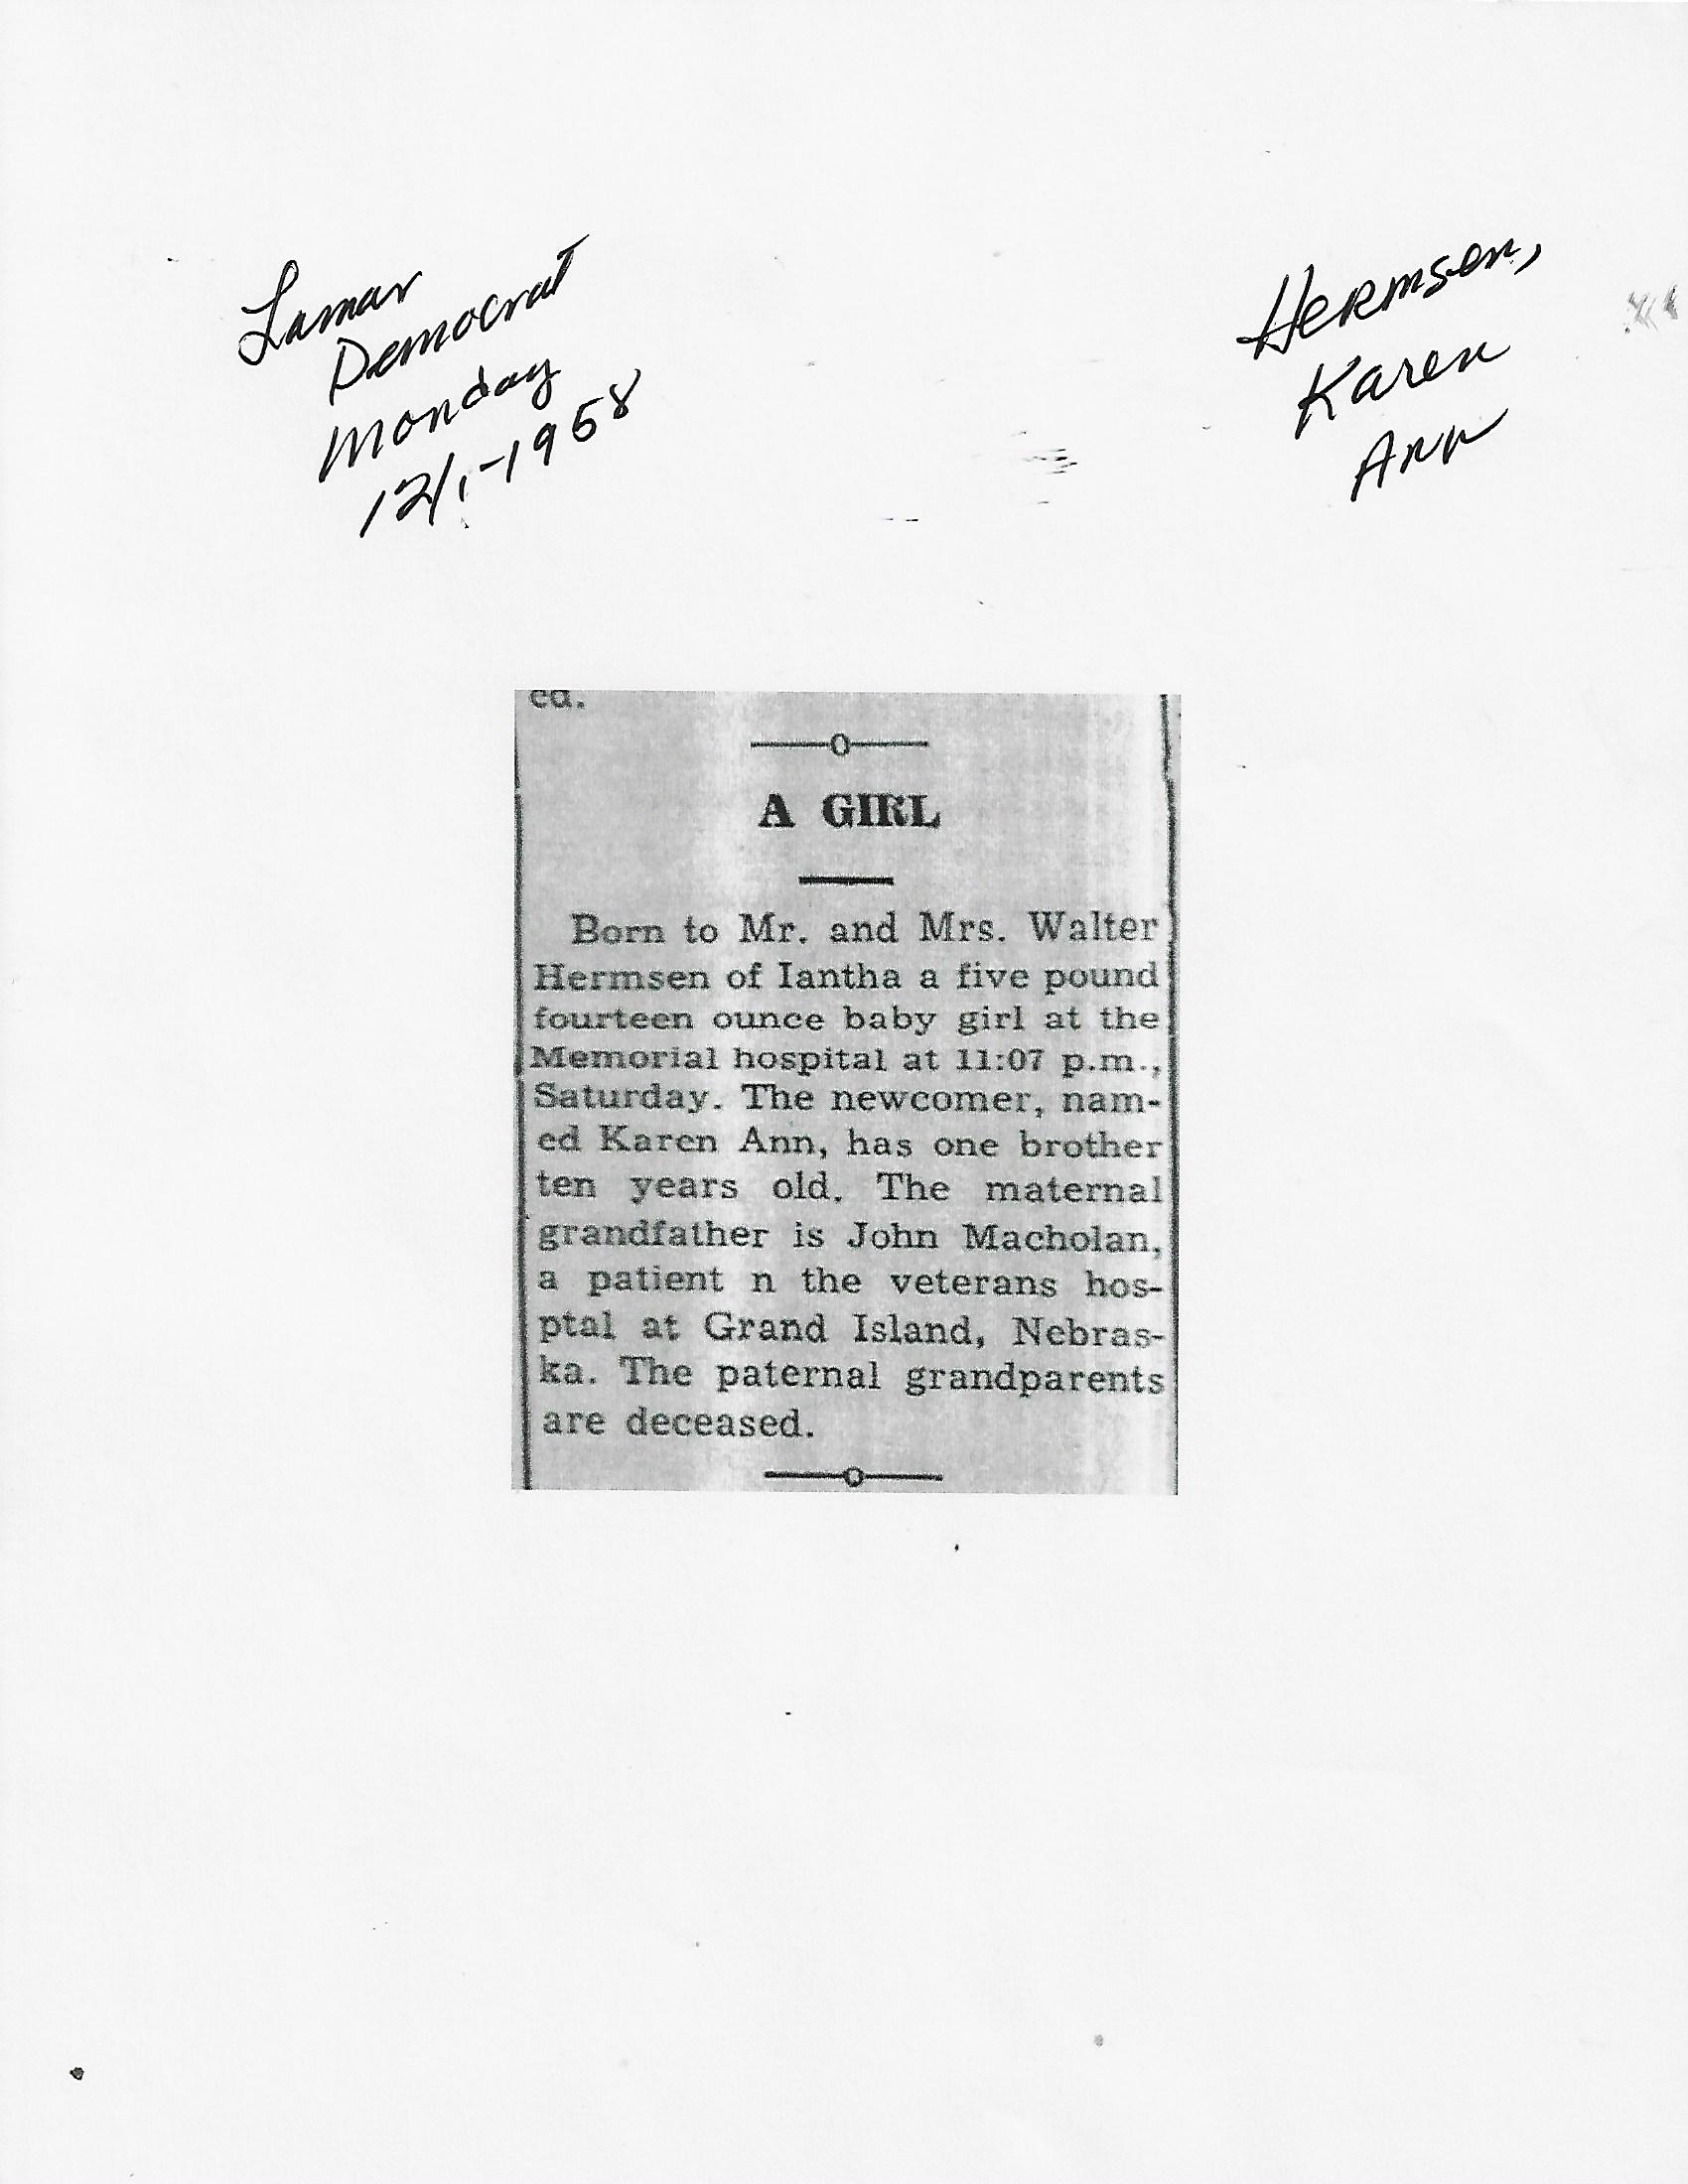 Lamar
Democrat
Monday
12/1-1958
Hermsen,
Karen
Ann
ed.
A GIRL
Born to Mr. and Mrs. Walter
Hermsen of Iantha a five pound
fourteen ounce baby girl at the
Memorial hospital at 11:07 p.m.,
Saturday. The newcomer, nam-
ed Karen Ann, has one brother
ten years old. The maternal
grandfather is John Macholan,
a patient n the veterans hos-
ptal at Grand Island, Nebras-
ka. The paternal grandparents
are deceased.